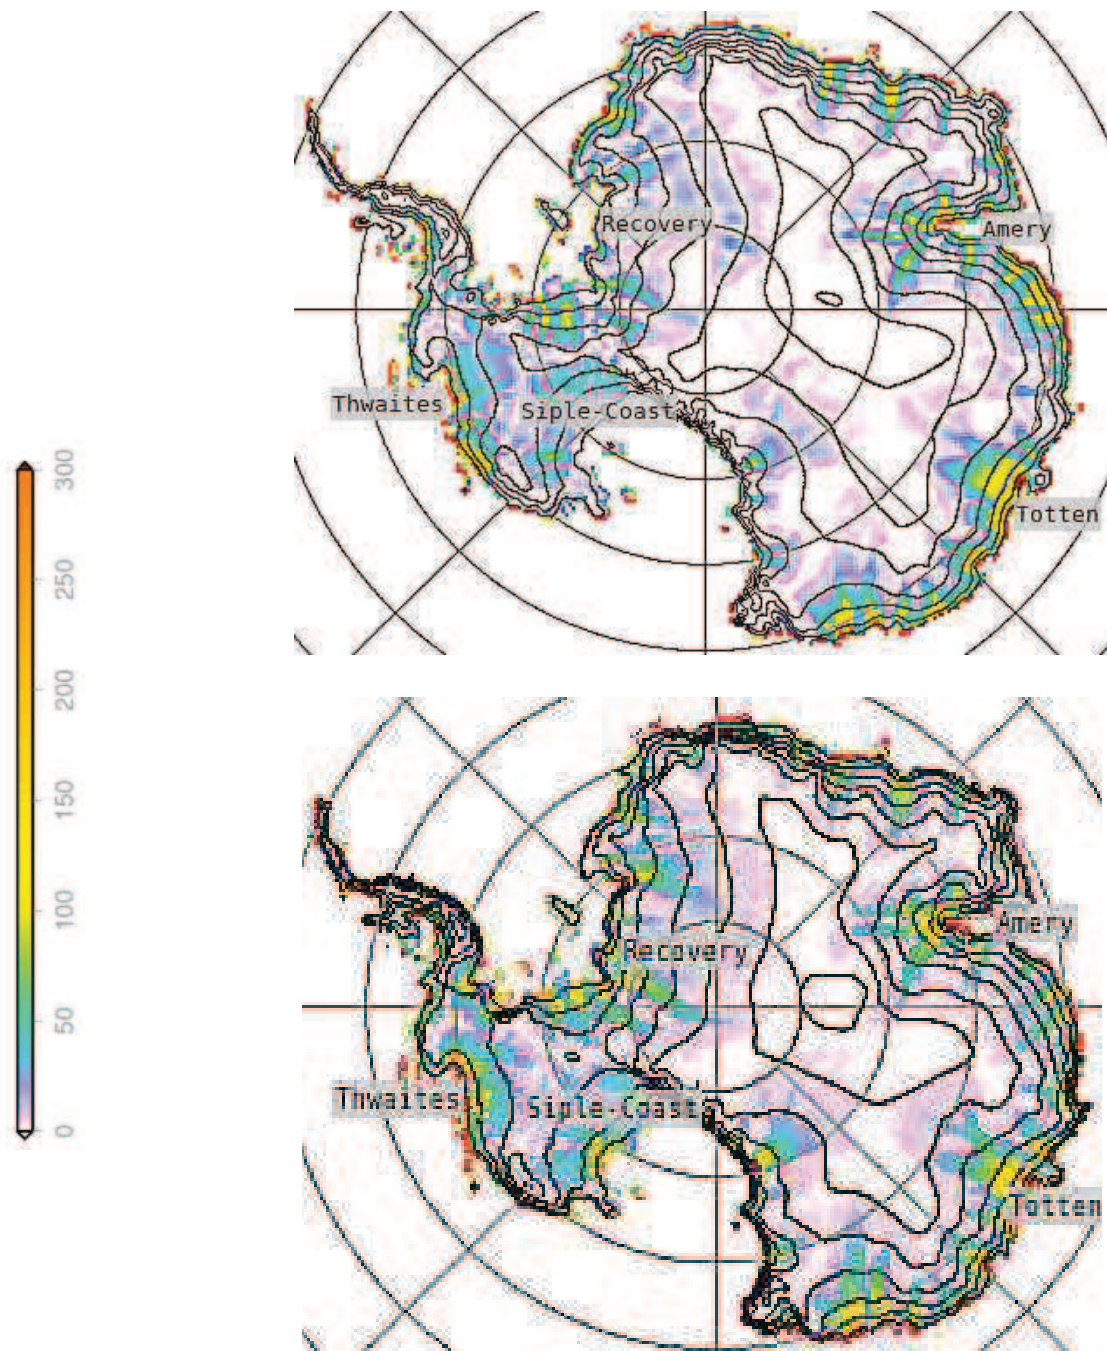 Recovery
Amery
Thwaites
Siple-Coast
Totten
300
250
200
150
100
50
0
Recovery
Amery
Thwaites
Siple-Coast
Totten